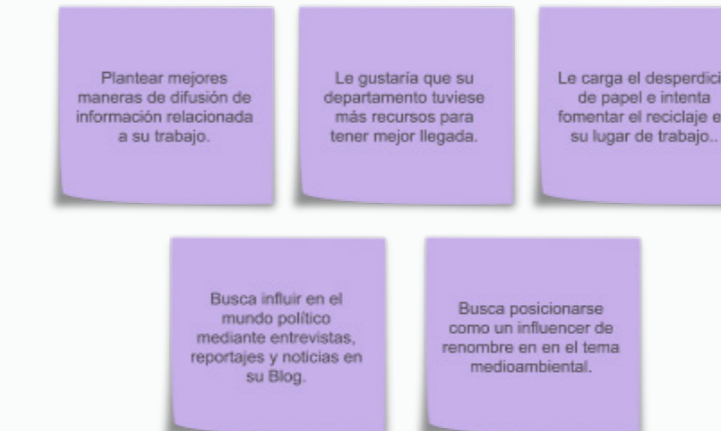 Plantear mejores
maneras de difusión de
información relacionada
a su trabajo.
Le gustaría que su
departamento tuviese
más recursos para
tener mejor llegada.
Le carga el desperdici
de papel e intenta
fomentar el reciclaje e
su lugar de trabajo..
Busca influir en el
mundo político
mediante entrevistas,
reportajes y noticias en
su Blog.
Busca posicionarse
como un influencer de
renombre en en el tema
medioambiental.